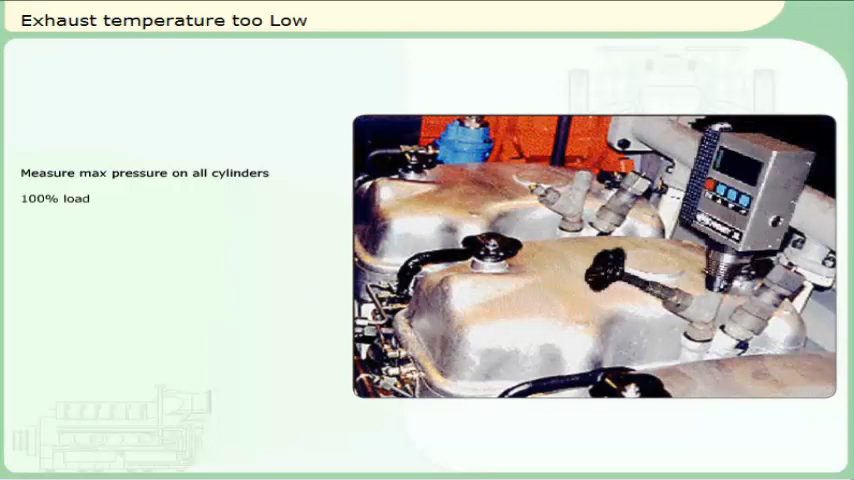 Exhaust temperature too Low
Measure max pressure on all cylinders
100% load